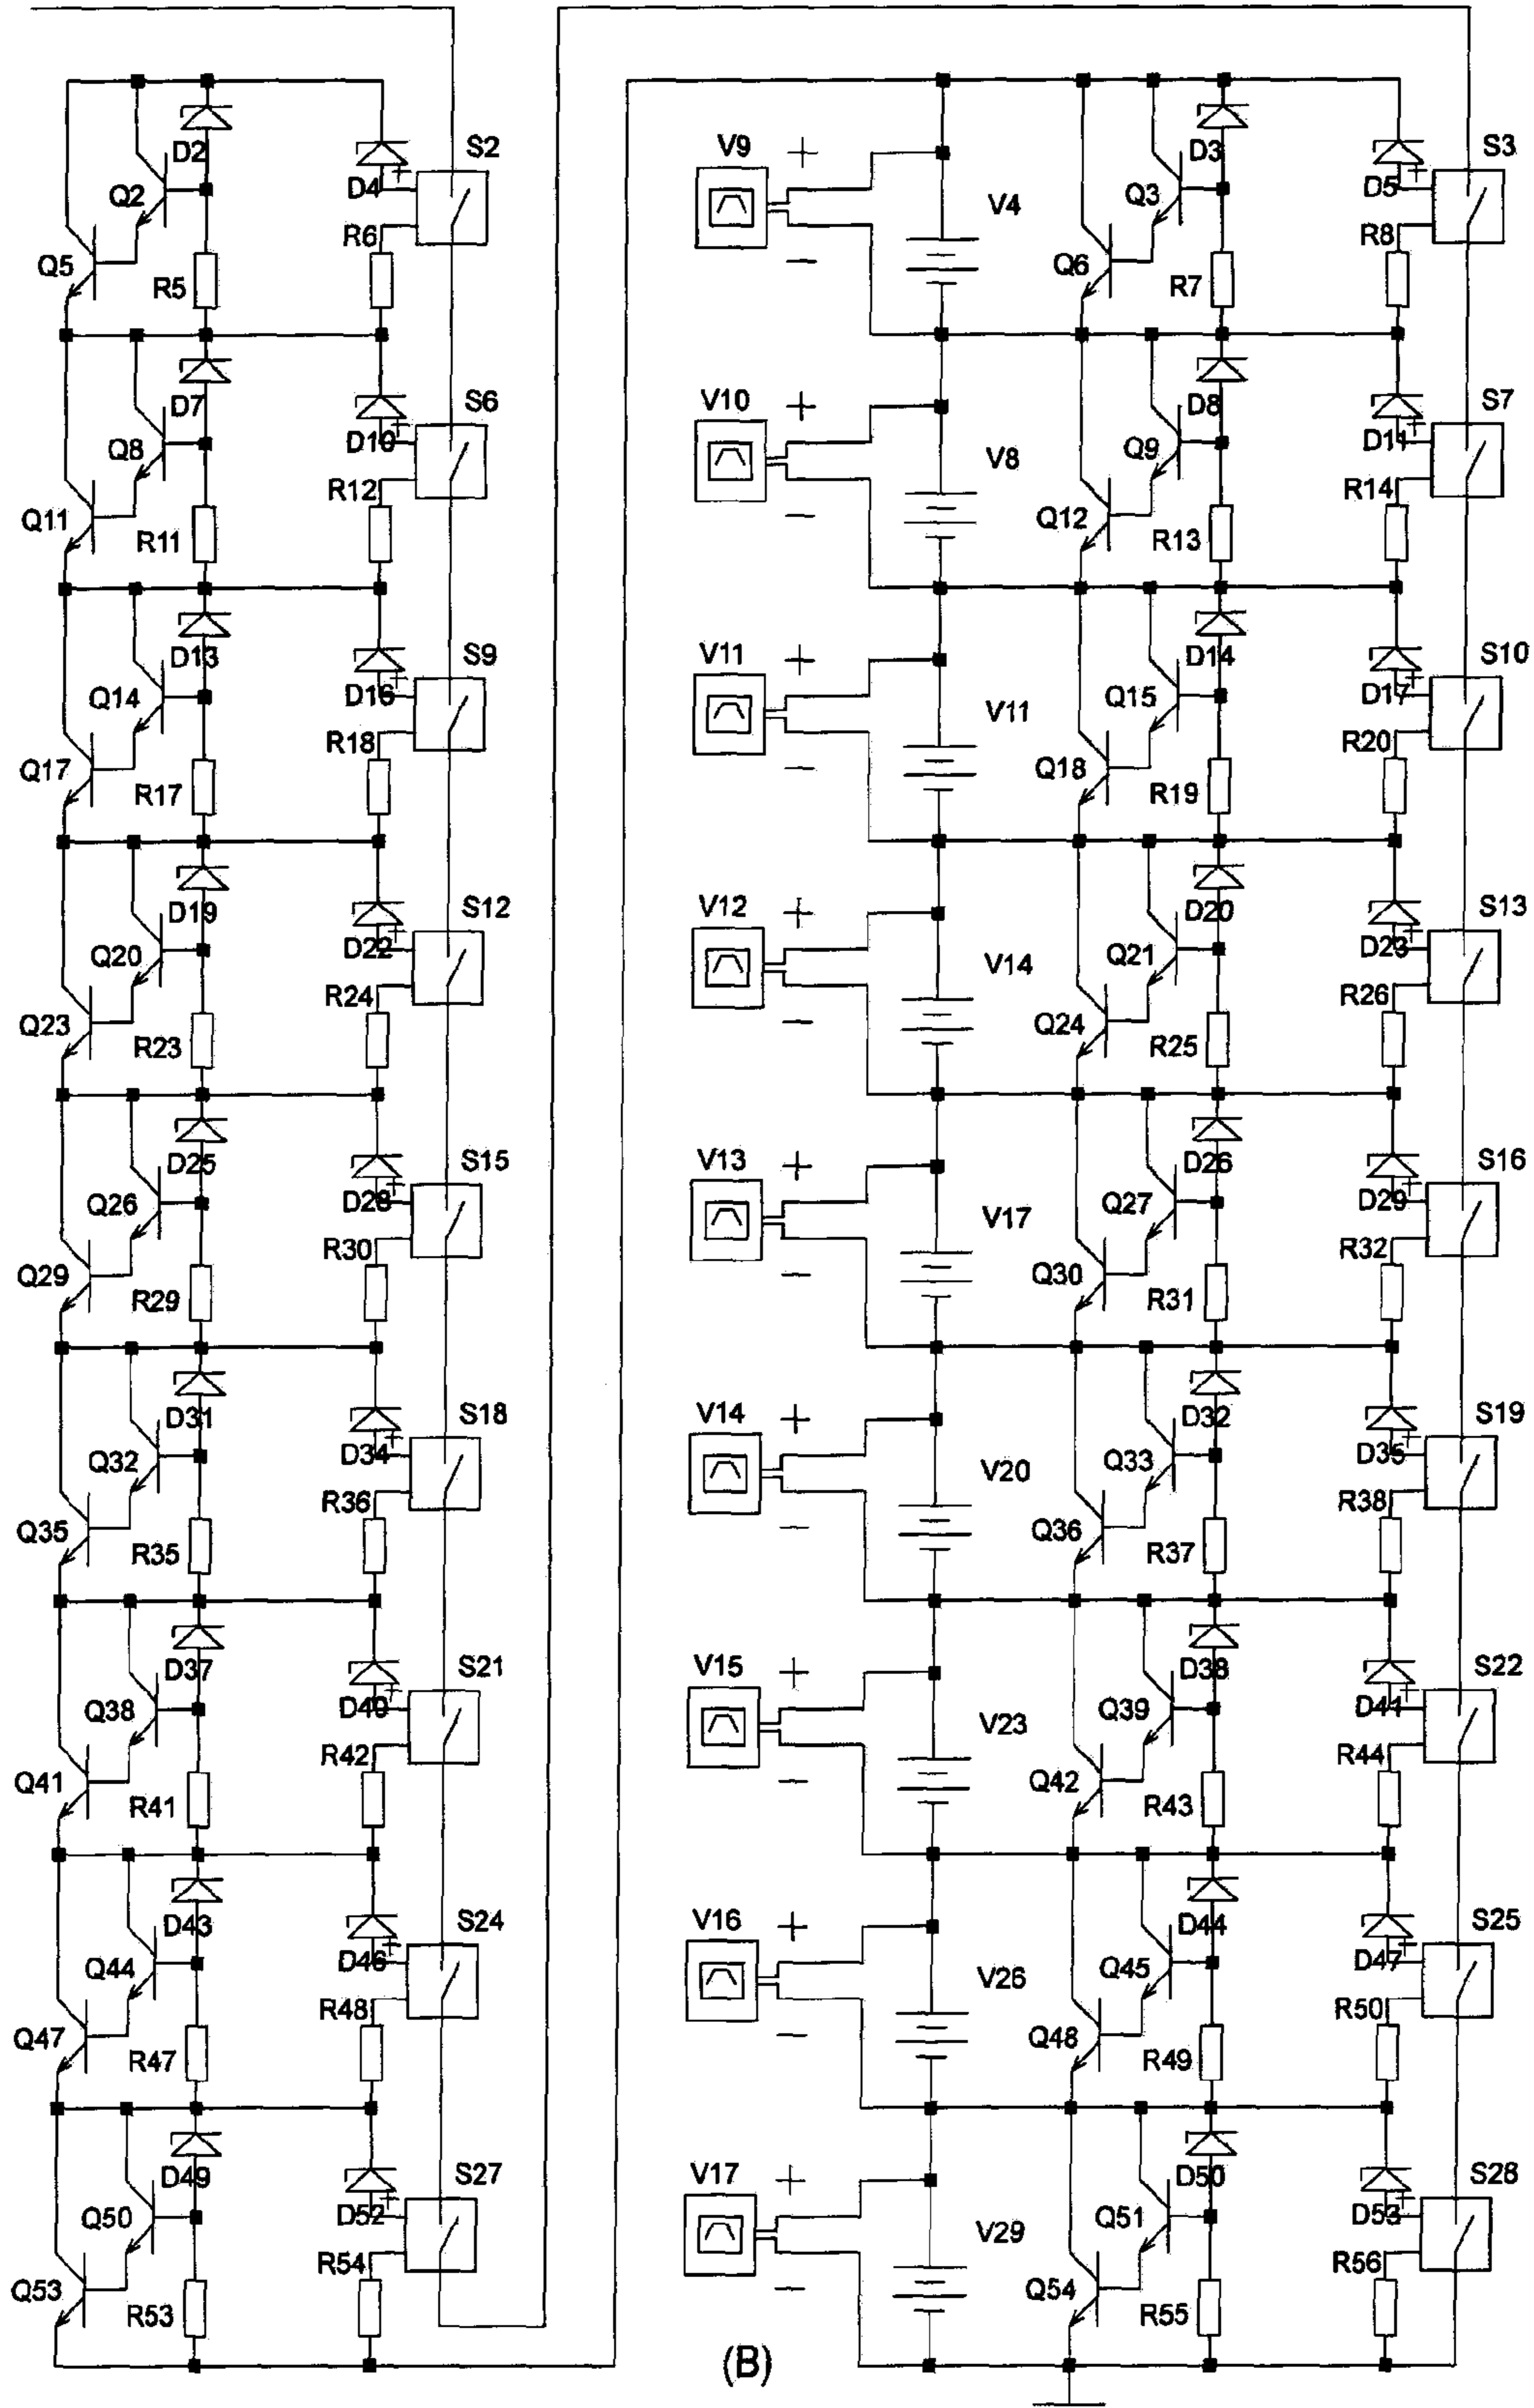 D2
D4
S2
Q2
R6
Q5
R5
V9
+
−
V4
D3
Q3
D5
+
S3
R8
Q6
R7
D7
D10
+
S6
Q8
R12
Q11
R11
V10
+
−
V8
D8
Q9
D11
+
S7
R14
Q12
R13
D13
D16
+
S9
Q14
R18
Q17
R17
V11
+
−
V11
D14
Q15
D17
+
S10
R20
Q18
R19
D19
D22
+
S12
Q20
R24
Q23
R23
V12
+
−
V14
D20
Q21
D23
+
S13
R26
Q24
R25
D25
D28
+
S15
Q26
R30
Q29
R29
V13
+
−
V17
D26
Q27
D29
+
S16
R32
Q30
R31
D31
D34
+
S18
Q32
R36
Q35
R35
V14
+
−
V20
D32
Q33
D35
+
S19
R38
Q36
R37
D37
D40
+
S21
Q38
R42
Q41
R41
V15
+
−
V23
D38
Q39
D41
+
S22
R44
Q42
R43
D43
D46
+
S24
Q44
R48
Q47
R47
V16
+
−
V26
D44
Q45
D47
+
S25
R50
Q48
R49
D49
D52
+
S27
Q50
R54
Q53
R53
V17
+
−
V29
D50
Q51
D53
+
S28
R56
Q54
R55
(B)